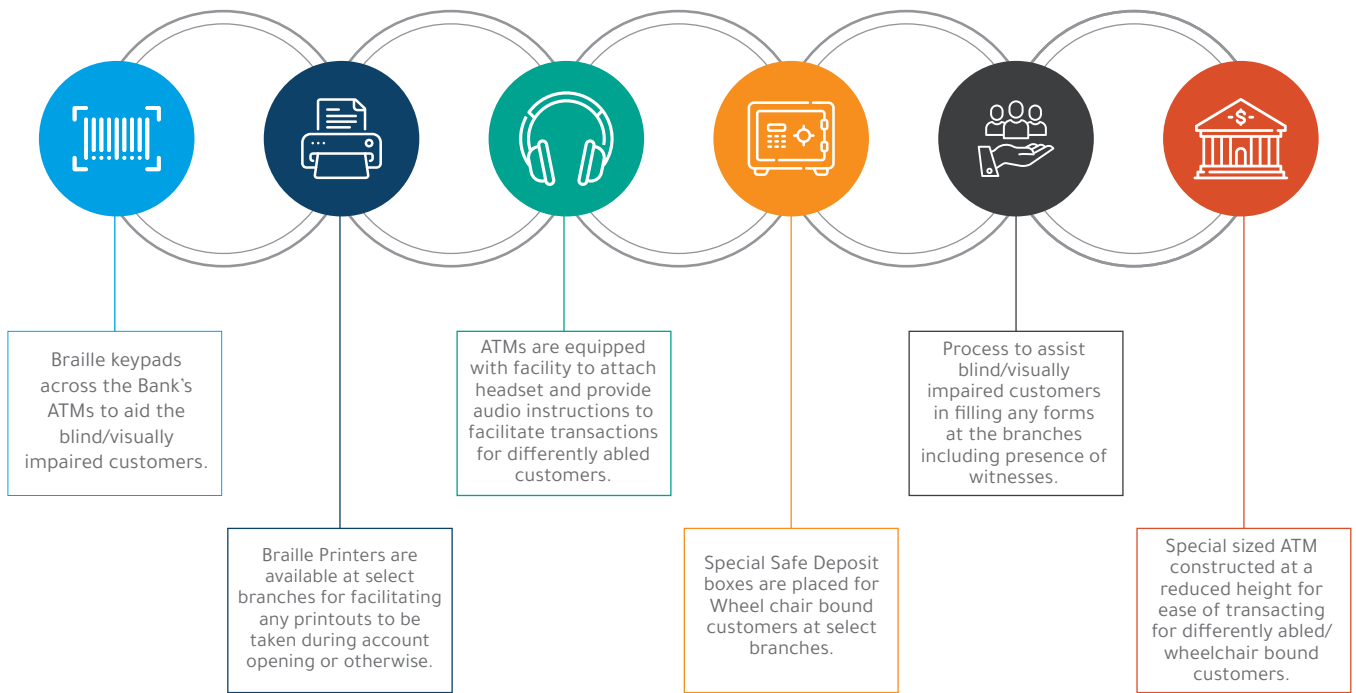 -$-
Braille keypads
across the Bank's
ATMs to aid the
blind/visually
impaired customers.
Braille Printers are
available at select
branches for facilitating
any printouts to be
taken during account
opening or otherwise.
ATMs are equipped
with facility to attach
headset and provide
audio instructions to
facilitate transactions
for differently abled
customers.
Special Safe Deposit
boxes are placed for
Wheel chair bound
customers at select
branches.
Process to assist
blind/visually
impaired customers
in filling any forms
at the branches
including presence of
witnesses.
Special sized ATM
constructed at a
reduced height for
ease of transacting
for differently abled/
wheelchair bound
customers.